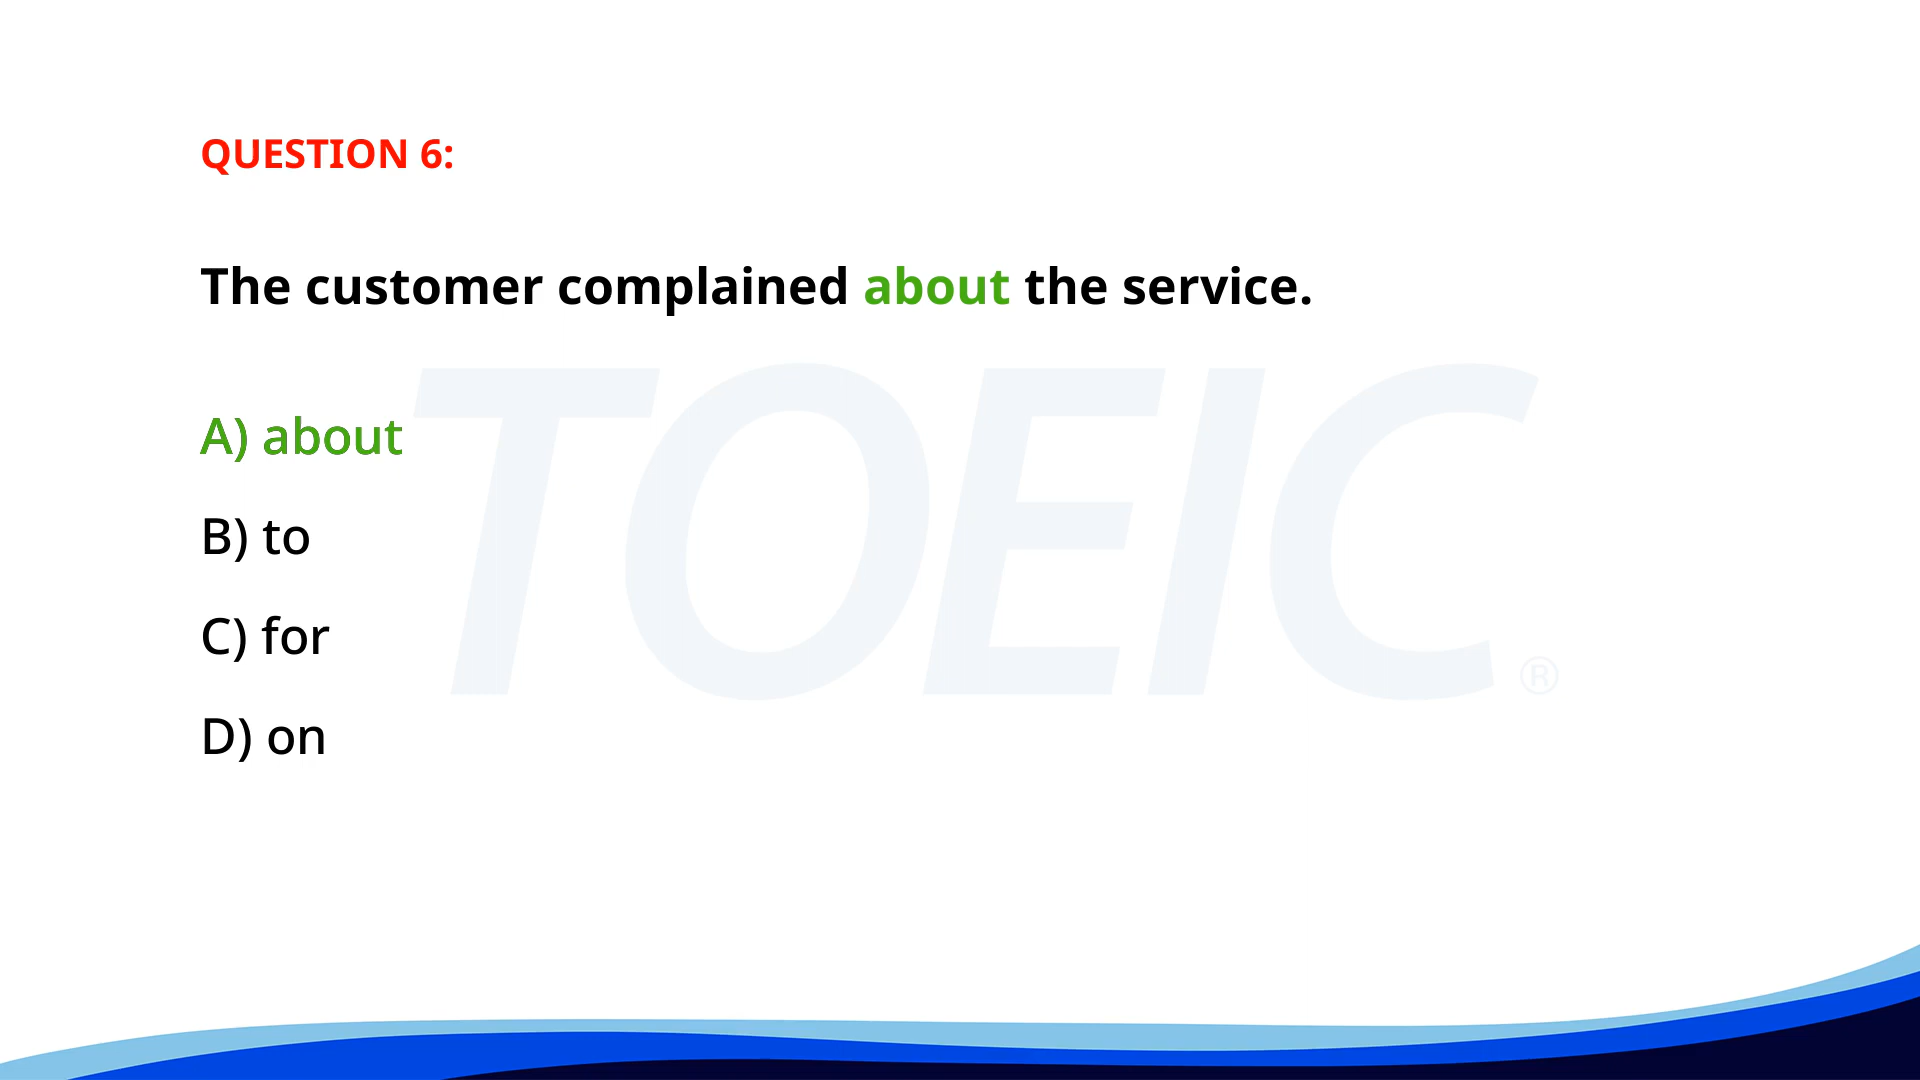 QUESTION 6:
The customer complained about the service.
A) about
B) to
C) for
D) on
TOEIC®